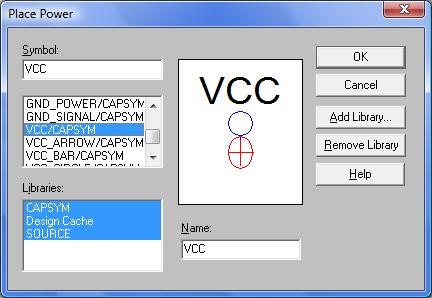 Place Power
Symbol:
VCC
GND_POWER/CAPSYM
GND_SIGNAL/CAPSYM
VCC/CAPSYM
VCC_ARROW/CAPSYM
VCC_BAR/CAPSYM
Libraries:
CAPSYM
Design Cache
SOURCE
VCC
Name:
VCC
OK
Cancel
Add Library...
Remove Library
Help